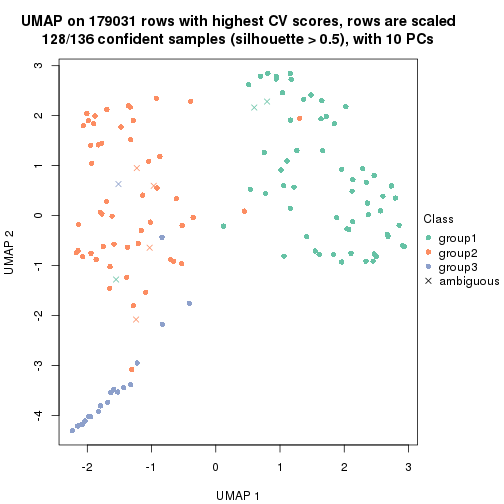 UMAP on 179031 rows with highest CV scores, rows are scaled
128/136 confident samples (silhouette > 0.5), with 10 PCs
3
2
1
0
-1
-2
-3
-4
UMAP 2
-2
-1
0
1
2
3
UMAP 1
Class
group1
group2
group3
ambiguous